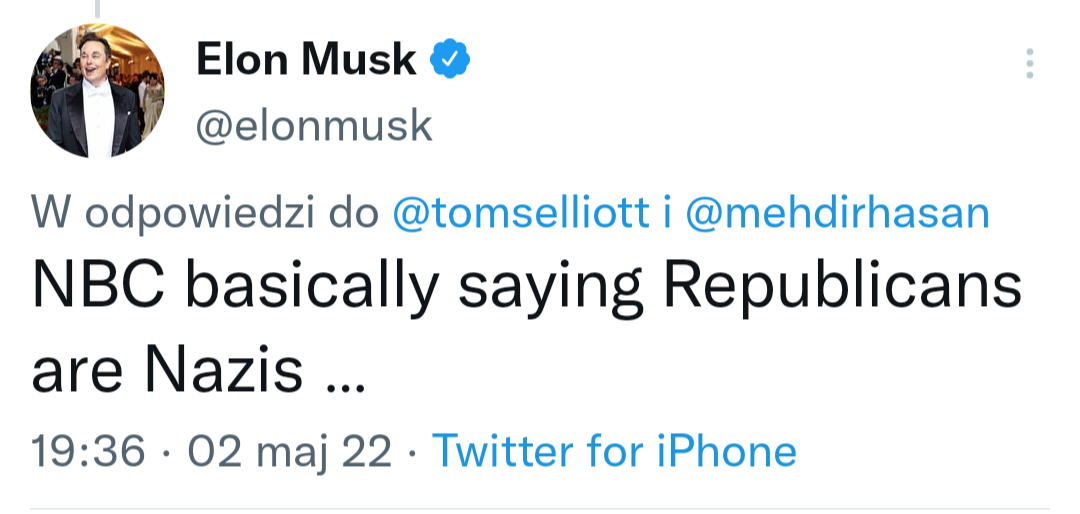 Elon Musk
@elonmusk
W odpowiedzi do @tomselliott i @mehdirhasan
NBC basically saying Republicans
are Nazis ...
19:36 · 02 maj 22 · Twitter for iPhone